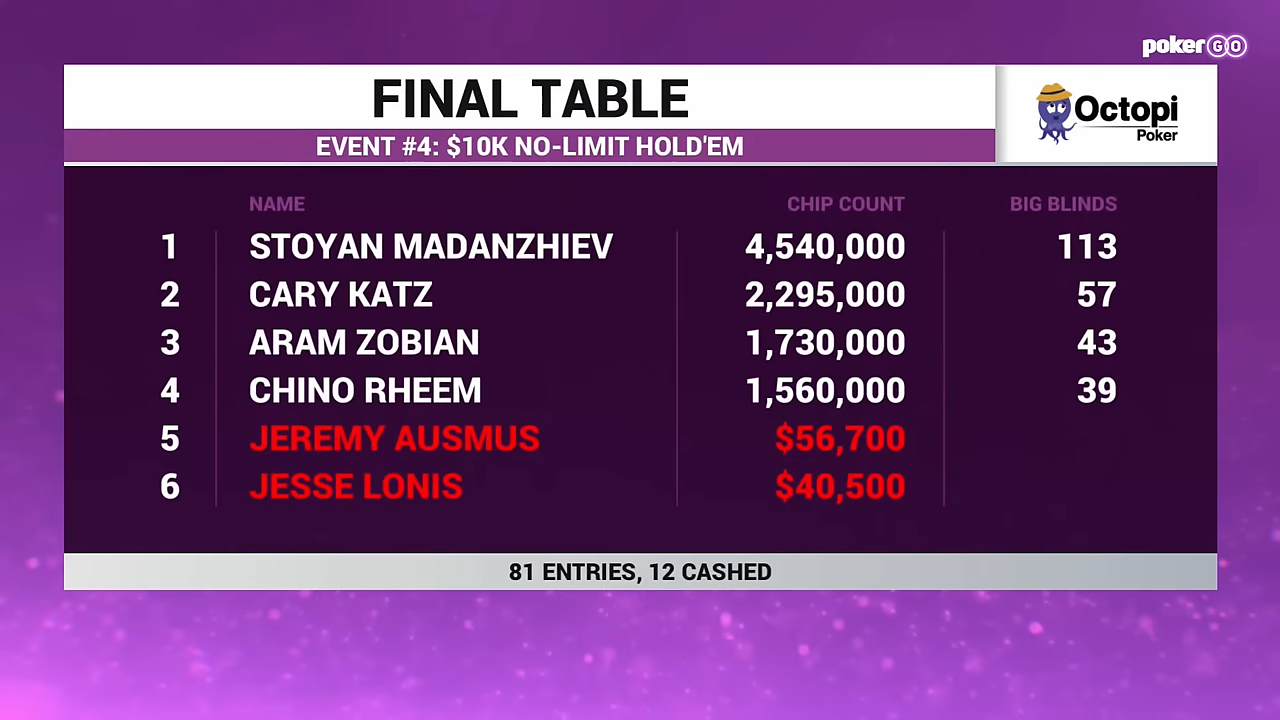 pokerGO
FINAL TABLE
EVENT #4: $10K NO-LIMIT HOLD'EM
Octopi
Poker
NAME CHIP COUNT BIG BLINDS
1 STOYAN MADANZHIEV 4,540,000 113
2 CARY KATZ 2,295,000 57
3 ARAM ZOBIAN 1,730,000 43
4 CHINO RHEEM 1,560,000 39
5 JEREMY AUSMUS $56,700
6 JESSE LONIS $40,500
81 ENTRIES, 12 CASHED